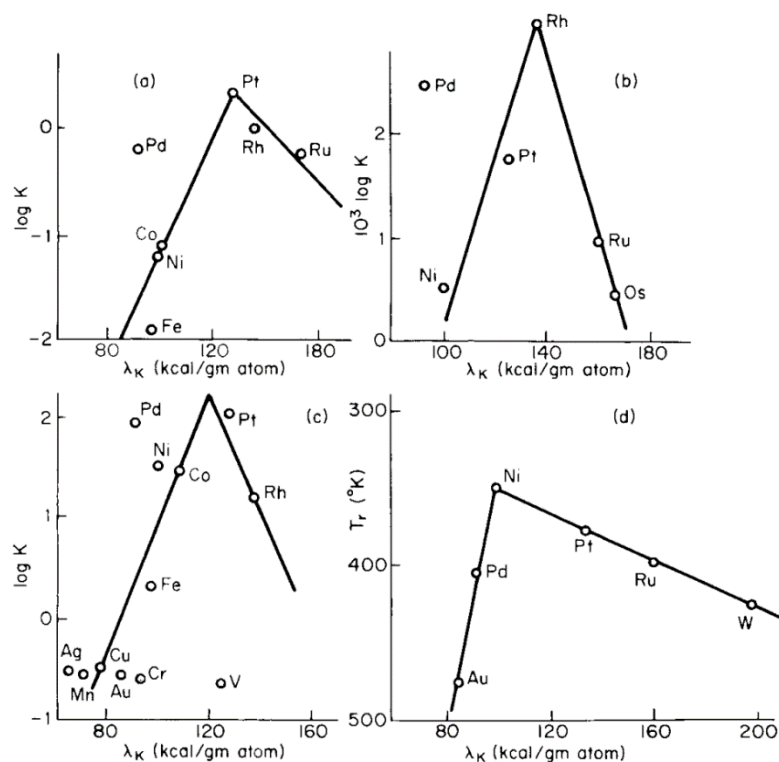 (a)
Pt
Pd
Rh
Ru
Co
Ni
Fe
0
-1
-2
log K
80
120
180
λK (kcal/gm atom)
(b)
Rh
Pd
Pt
Ni
Ru
Os
2
1
0
10³ log K
100
140
180
λK (kcal/gm atom)
(c)
Pd
Pt
Ni
Co
Rh
Fe
Ag
Cu
Mn
Au
Cr
V
2
1
0
-1
log K
80
120
160
λK (kcal/gm atom)
(d)
Ni
Pt
Pd
Ru
W
Au
300
400
500
Tr (°K)
80
120
160
200
λK (kcal/gm atom)